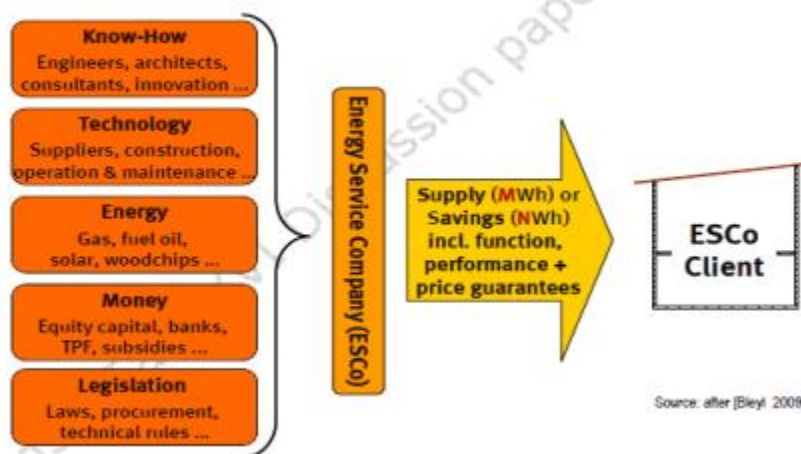 Know-How
Engineers, architects,
consultants, innovation ...
Technology
Suppliers, construction,
operation & maintenance ...
Energy
Gas, fuel oil,
solar, woodchips ...
Money
Equity capital, banks,
TPF, subsidies ...
Legislation
Laws, procurement,
technical rules ...
Energy Service Company (ESCo)
Supply (MWh) or
Savings (NWh)
incl. function,
performance +
price guarantees
ESCo
Client
Source: after [Bleyl 2009
Discussion pape